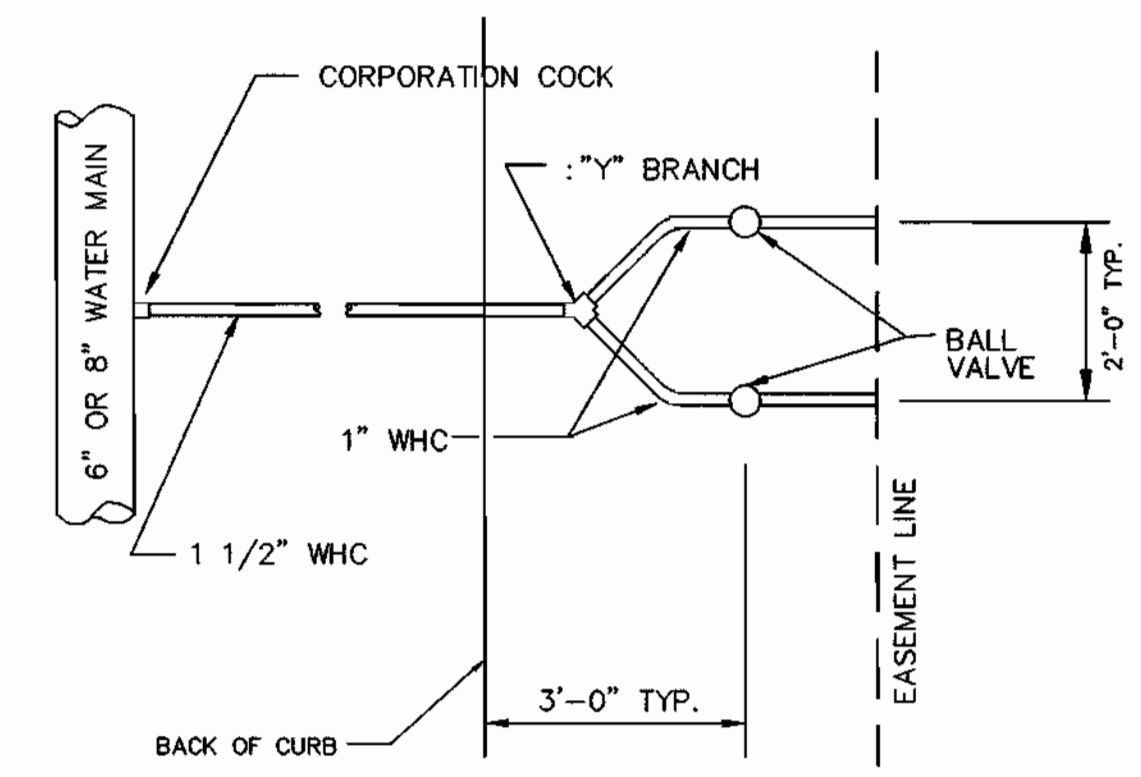 CORPORATION COCK
:"Y" BRANCH
6" OR 8" WATER MAIN
2'-0" TYP.
BALL
VALVE
1" WHC
1 1/2" WHC
EASEMENT LINE
3'-0" TYP.
BACK OF CURB